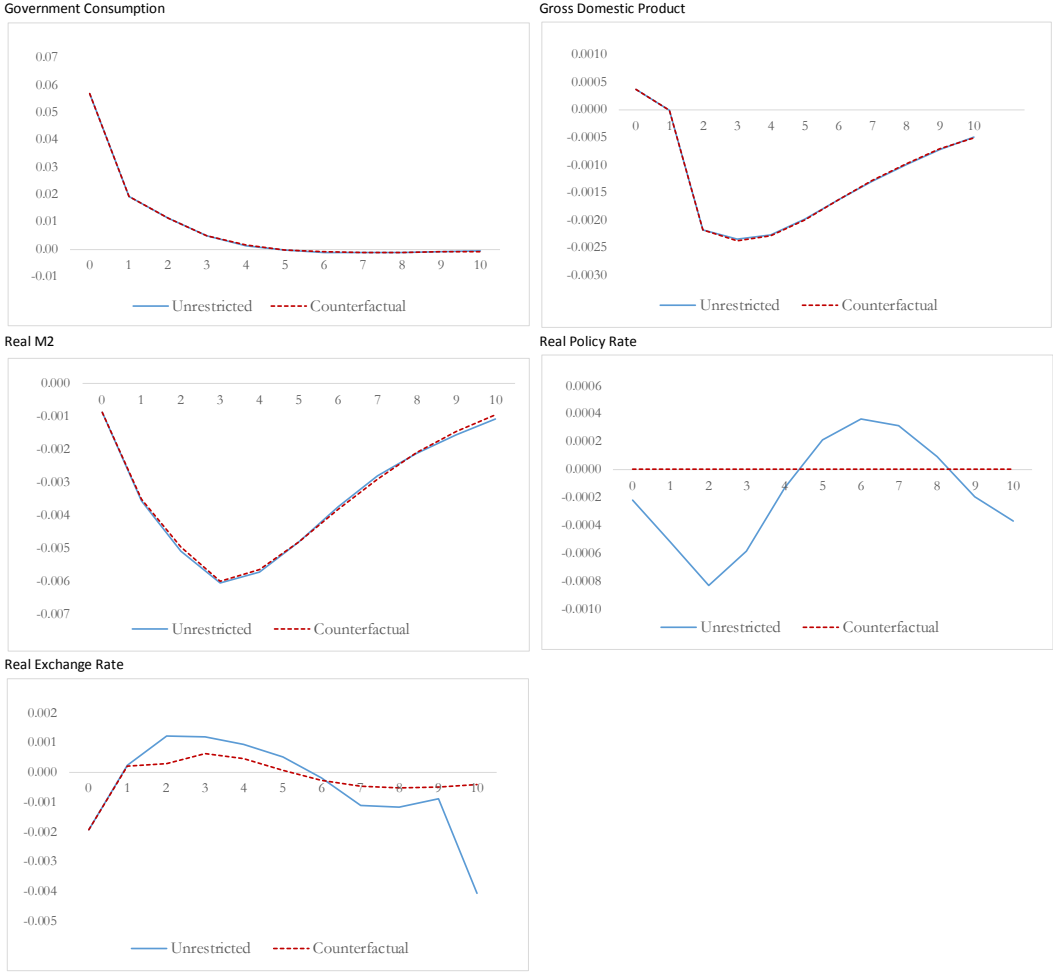 Government Consumption
0.07
0.06
0.05
0.04
0.03
0.02
0.01
0.00
-0.01
0 1 2 3 4 5 6 7 8 9 10
Unrestricted Counterfactual
Gross Domestic Product
0.0010
0.0005
0.0000
-0.0005
-0.0010
-0.0015
-0.0020
-0.0025
-0.0030
0 1 2 3 4 5 6 7 8 9 10
Unrestricted Counterfactual
Real M2
0.000
-0.001
-0.002
-0.003
-0.004
-0.005
-0.006
-0.007
0 1 2 3 4 5 6 7 8 9 10
Unrestricted Counterfactual
Real Policy Rate
0.0006
0.0004
0.0002
0.0000
-0.0002
-0.0004
-0.0006
-0.0008
-0.0010
0 1 2 3 4 5 6 7 8 9 10
Unrestricted Counterfactual
Real Exchange Rate
0.002
0.001
0.000
-0.001
-0.002
-0.003
-0.004
-0.005
0 1 2 3 4 5 6 7 8 9 10
Unrestricted Counterfactual